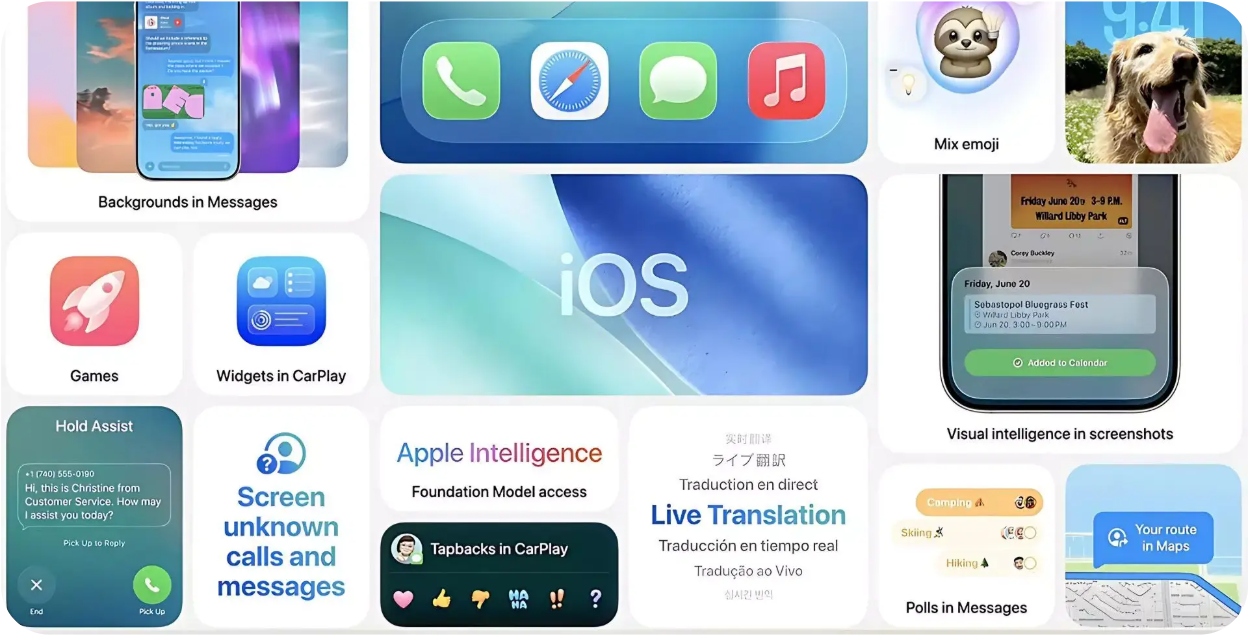 Backgrounds in Messages
Mix emoji
9:41
iOS
Games
Widgets in CarPlay
Friday June 20th 3-9 P.M.
Willard Libby Park
Corey Buckley
Friday, June 20
Sebastopol Bluegrass Fest
Willard Libby Park
Jun 20, 3:00–9:00PM
Added to Calendar
Visual intelligence in screenshots
Hold Assist
+1 (740) 555-0190
Hi, this is Christine from
Customer Service. How may
I assist you today?
Pick Up to Reply
End
Pick Up
Screen
unknown
calls and
messages
Apple Intelligence
Foundation Model access
Tapbacks in CarPlay
HA
HA
实时翻译
ライブ翻訳
Traduction en direct
Live Translation
Traducción en tiempo real
Tradução ao Vivo
실시간 번역
Camping
Skiing
Hiking
Polls in Messages
Your route
in Maps